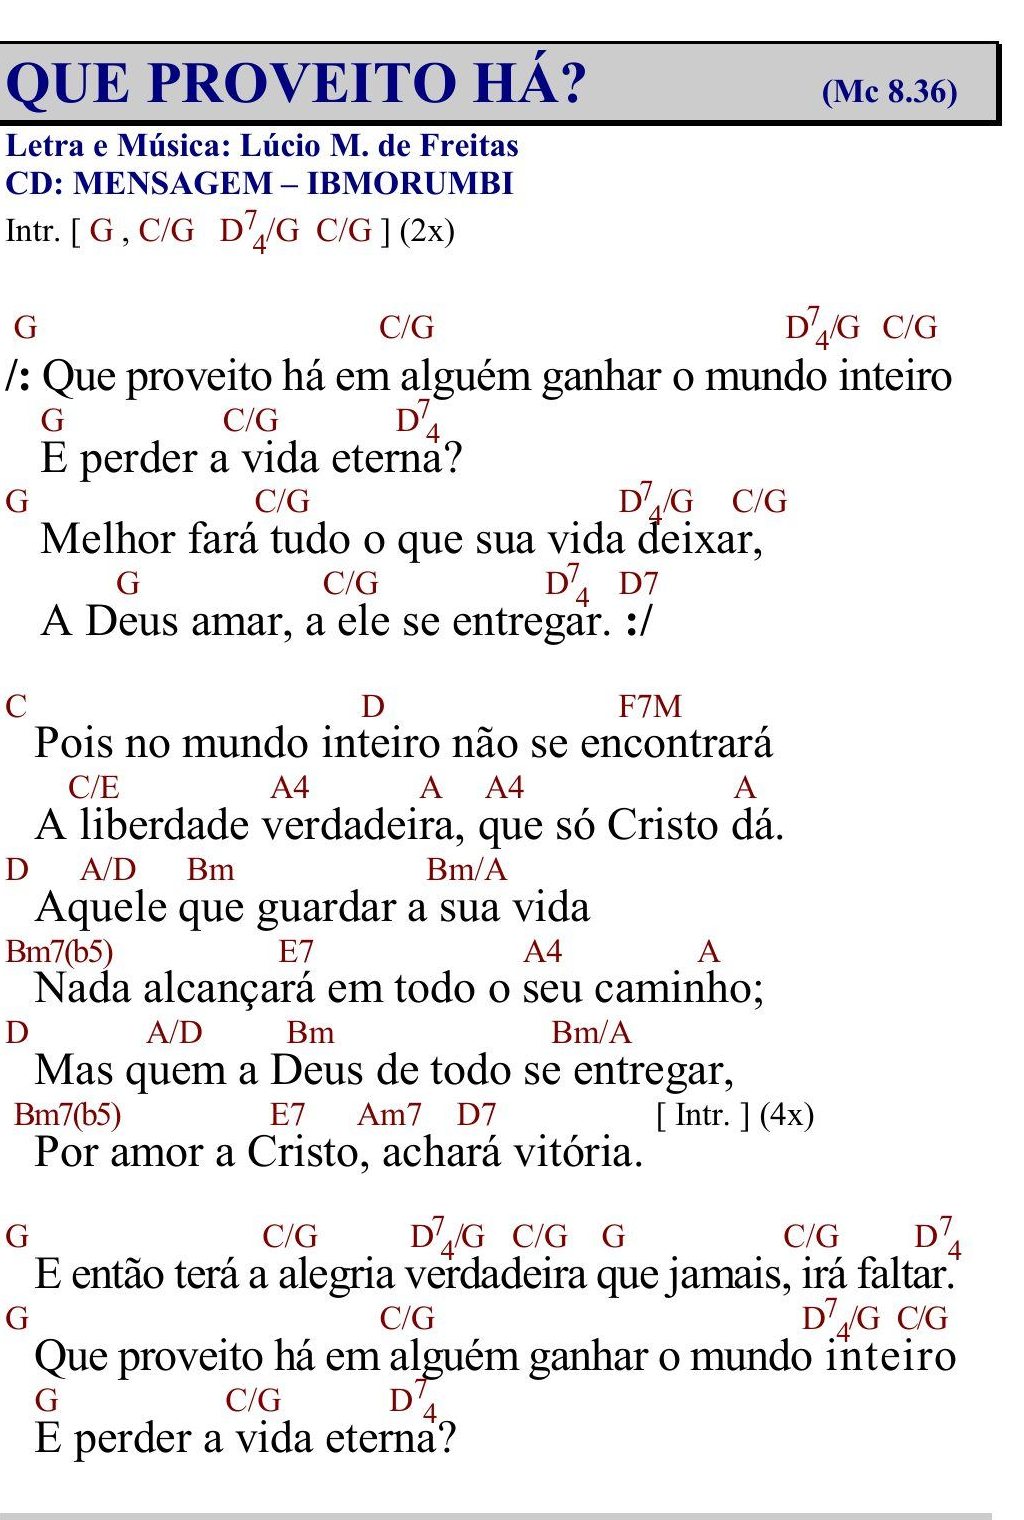 QUE PROVEITO HÁ? (Mc 8.36)
Letra e Música: Lúcio M. de Freitas
CD: MENSAGEM – IBMORUMBI
Intr. [ G , C/G D7 4/G C/G ] (2x)
G C/G D7 4/G C/G
/: Que proveito há em alguém ganhar o mundo inteiro
G C/G D7 4
E perder a vida eterna?
G C/G D7 4/G C/G
Melhor fará tudo o que sua vida deixar,
G C/G D7 4 D7
A Deus amar, a ele se entregar. :/
C D F7M
Pois no mundo inteiro não se encontrará
C/E A4 A A4 A
A liberdade verdadeira, que só Cristo dá.
D A/D Bm Bm/A
Aquele que guardar a sua vida
Bm7(b5) E7 A4 A
Nada alcançará em todo o seu caminho;
D A/D Bm Bm/A
Mas quem a Deus de todo se entregar,
Bm7(b5) E7 Am7 D7 [ Intr. ] (4x)
Por amor a Cristo, achará vitória.
G C/G D7 4/G C/G G C/G D7 4
E então terá a alegria verdadeira que jamais, irá faltar.
G C/G D7 4/G C/G
Que proveito há em alguém ganhar o mundo inteiro
G C/G D7 4
E perder a vida eterna?